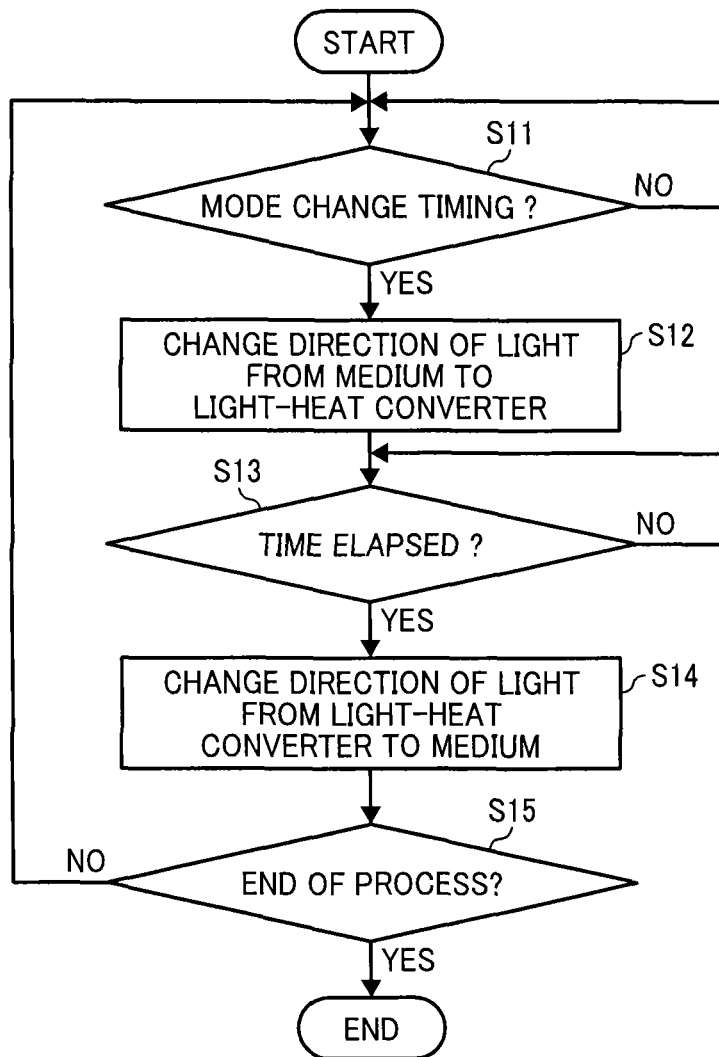 START
S11
MODE CHANGE TIMING ?
NO
YES
S12
CHANGE DIRECTION OF LIGHT
FROM MEDIUM TO
LIGHT-HEAT CONVERTER
S13
TIME ELAPSED ?
NO
YES
S14
CHANGE DIRECTION OF LIGHT
FROM LIGHT-HEAT
CONVERTER TO MEDIUM
S15
NO
END OF PROCESS?
YES
END